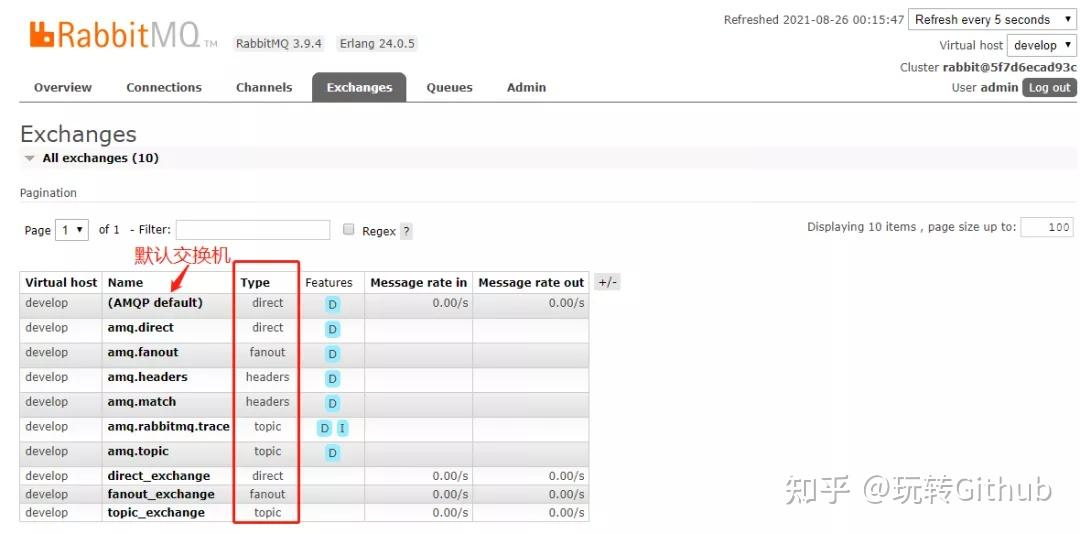 Refreshed 2021-08-26 00:15:47 Refresh every 5 seconds
RabbitMQ TM RabbitMQ 3.9.4 Erlang 24.0.5
Virtual host develop
Cluster rabbit@5f7d6ecad93c
User admin Log out
Overview Connections Channels Exchanges Queues Admin
Exchanges
All exchanges (10)
Pagination
Page 1 of 1 - Filter: Regex ? Displaying 10 items , page size up to: 100
默认交换机
Virtual host Name Type Features Message rate in Message rate out +/-
develop (AMQP default) direct D 0.00/s 0.00/s
develop amq.direct direct D
develop amq.fanout fanout D
develop amq.headers headers D
develop amq.match headers D
develop amq.rabbitmq.trace topic D I
develop amq.topic topic D
develop direct_exchange direct 0.00/s 0.00/s
develop fanout_exchange fanout 0.00/s 0.00/s
develop topic_exchange topic 0.00/s 0.00/s
知乎 @玩转Github